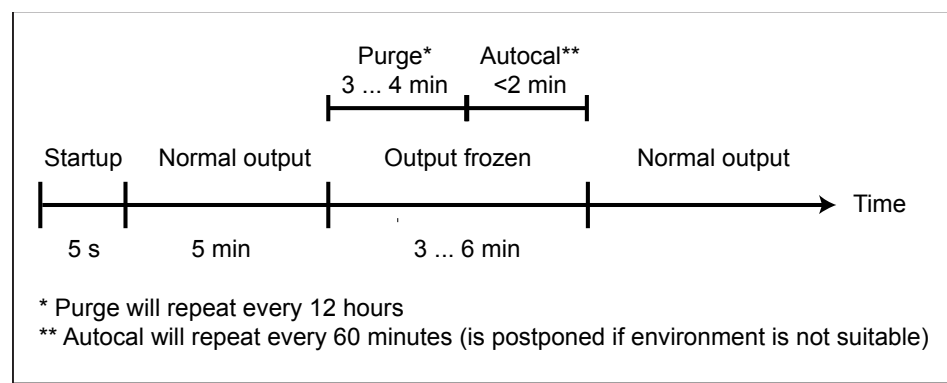 Purge* Autocal**
3 ... 4 min <2 min
Startup Normal output Output frozen Normal output
Time
5 s 5 min 3 ... 6 min
* Purge will repeat every 12 hours
** Autocal will repeat every 60 minutes (is postponed if environment is not suitable)